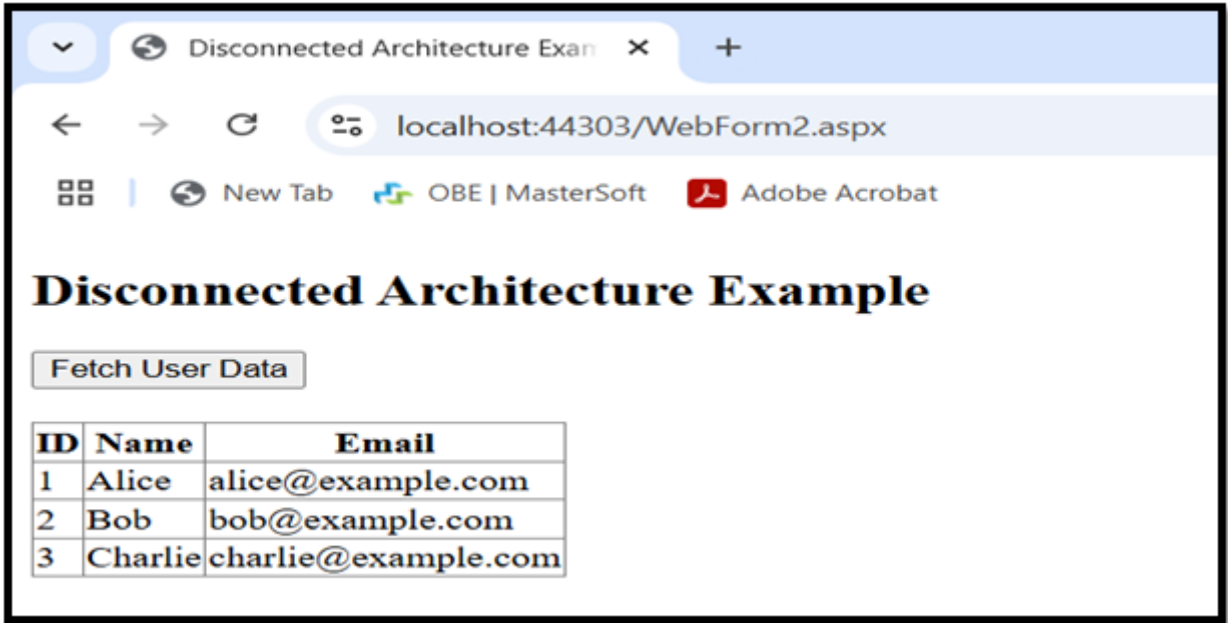 Disconnected Architecture Exam
localhost:44303/WebForm2.aspx
New Tab OBE | MasterSoft Adobe Acrobat
Disconnected Architecture Example
Fetch User Data
ID Name Email
1 Alice alice@example.com
2 Bob bob@example.com
3 Charlie charlie@example.com